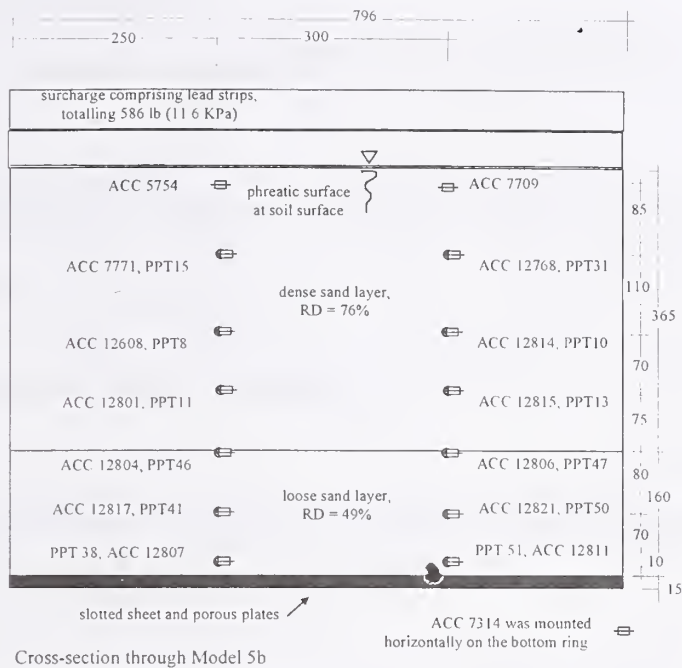 796
250
300
surcharge comprising lead strips,
totalling 586 lb (11 6 KPa)
ACC 5754
phreatic surface
at soil surface
ACC 7709
85
ACC 7771, PPT15
ACC 12768, PPT31
dense sand layer,
RD = 76%
110
365
ACC 12608, PPT8
ACC 12814, PPT10
70
ACC 12801, PPT11
ACC 12815, PPT13
75
ACC 12804, PPT46
ACC 12806, PPT47
80
loose sand layer,
RD = 49%
ACC 12817, PPT41
ACC 12821, PPT50
160
70
PPT 38, ACC 12807
PPT 51, ACC 12811
10
15
slotted sheet and porous plates
ACC 7314 was mounted
horizontally on the bottom ring
Cross-section through Model 5b